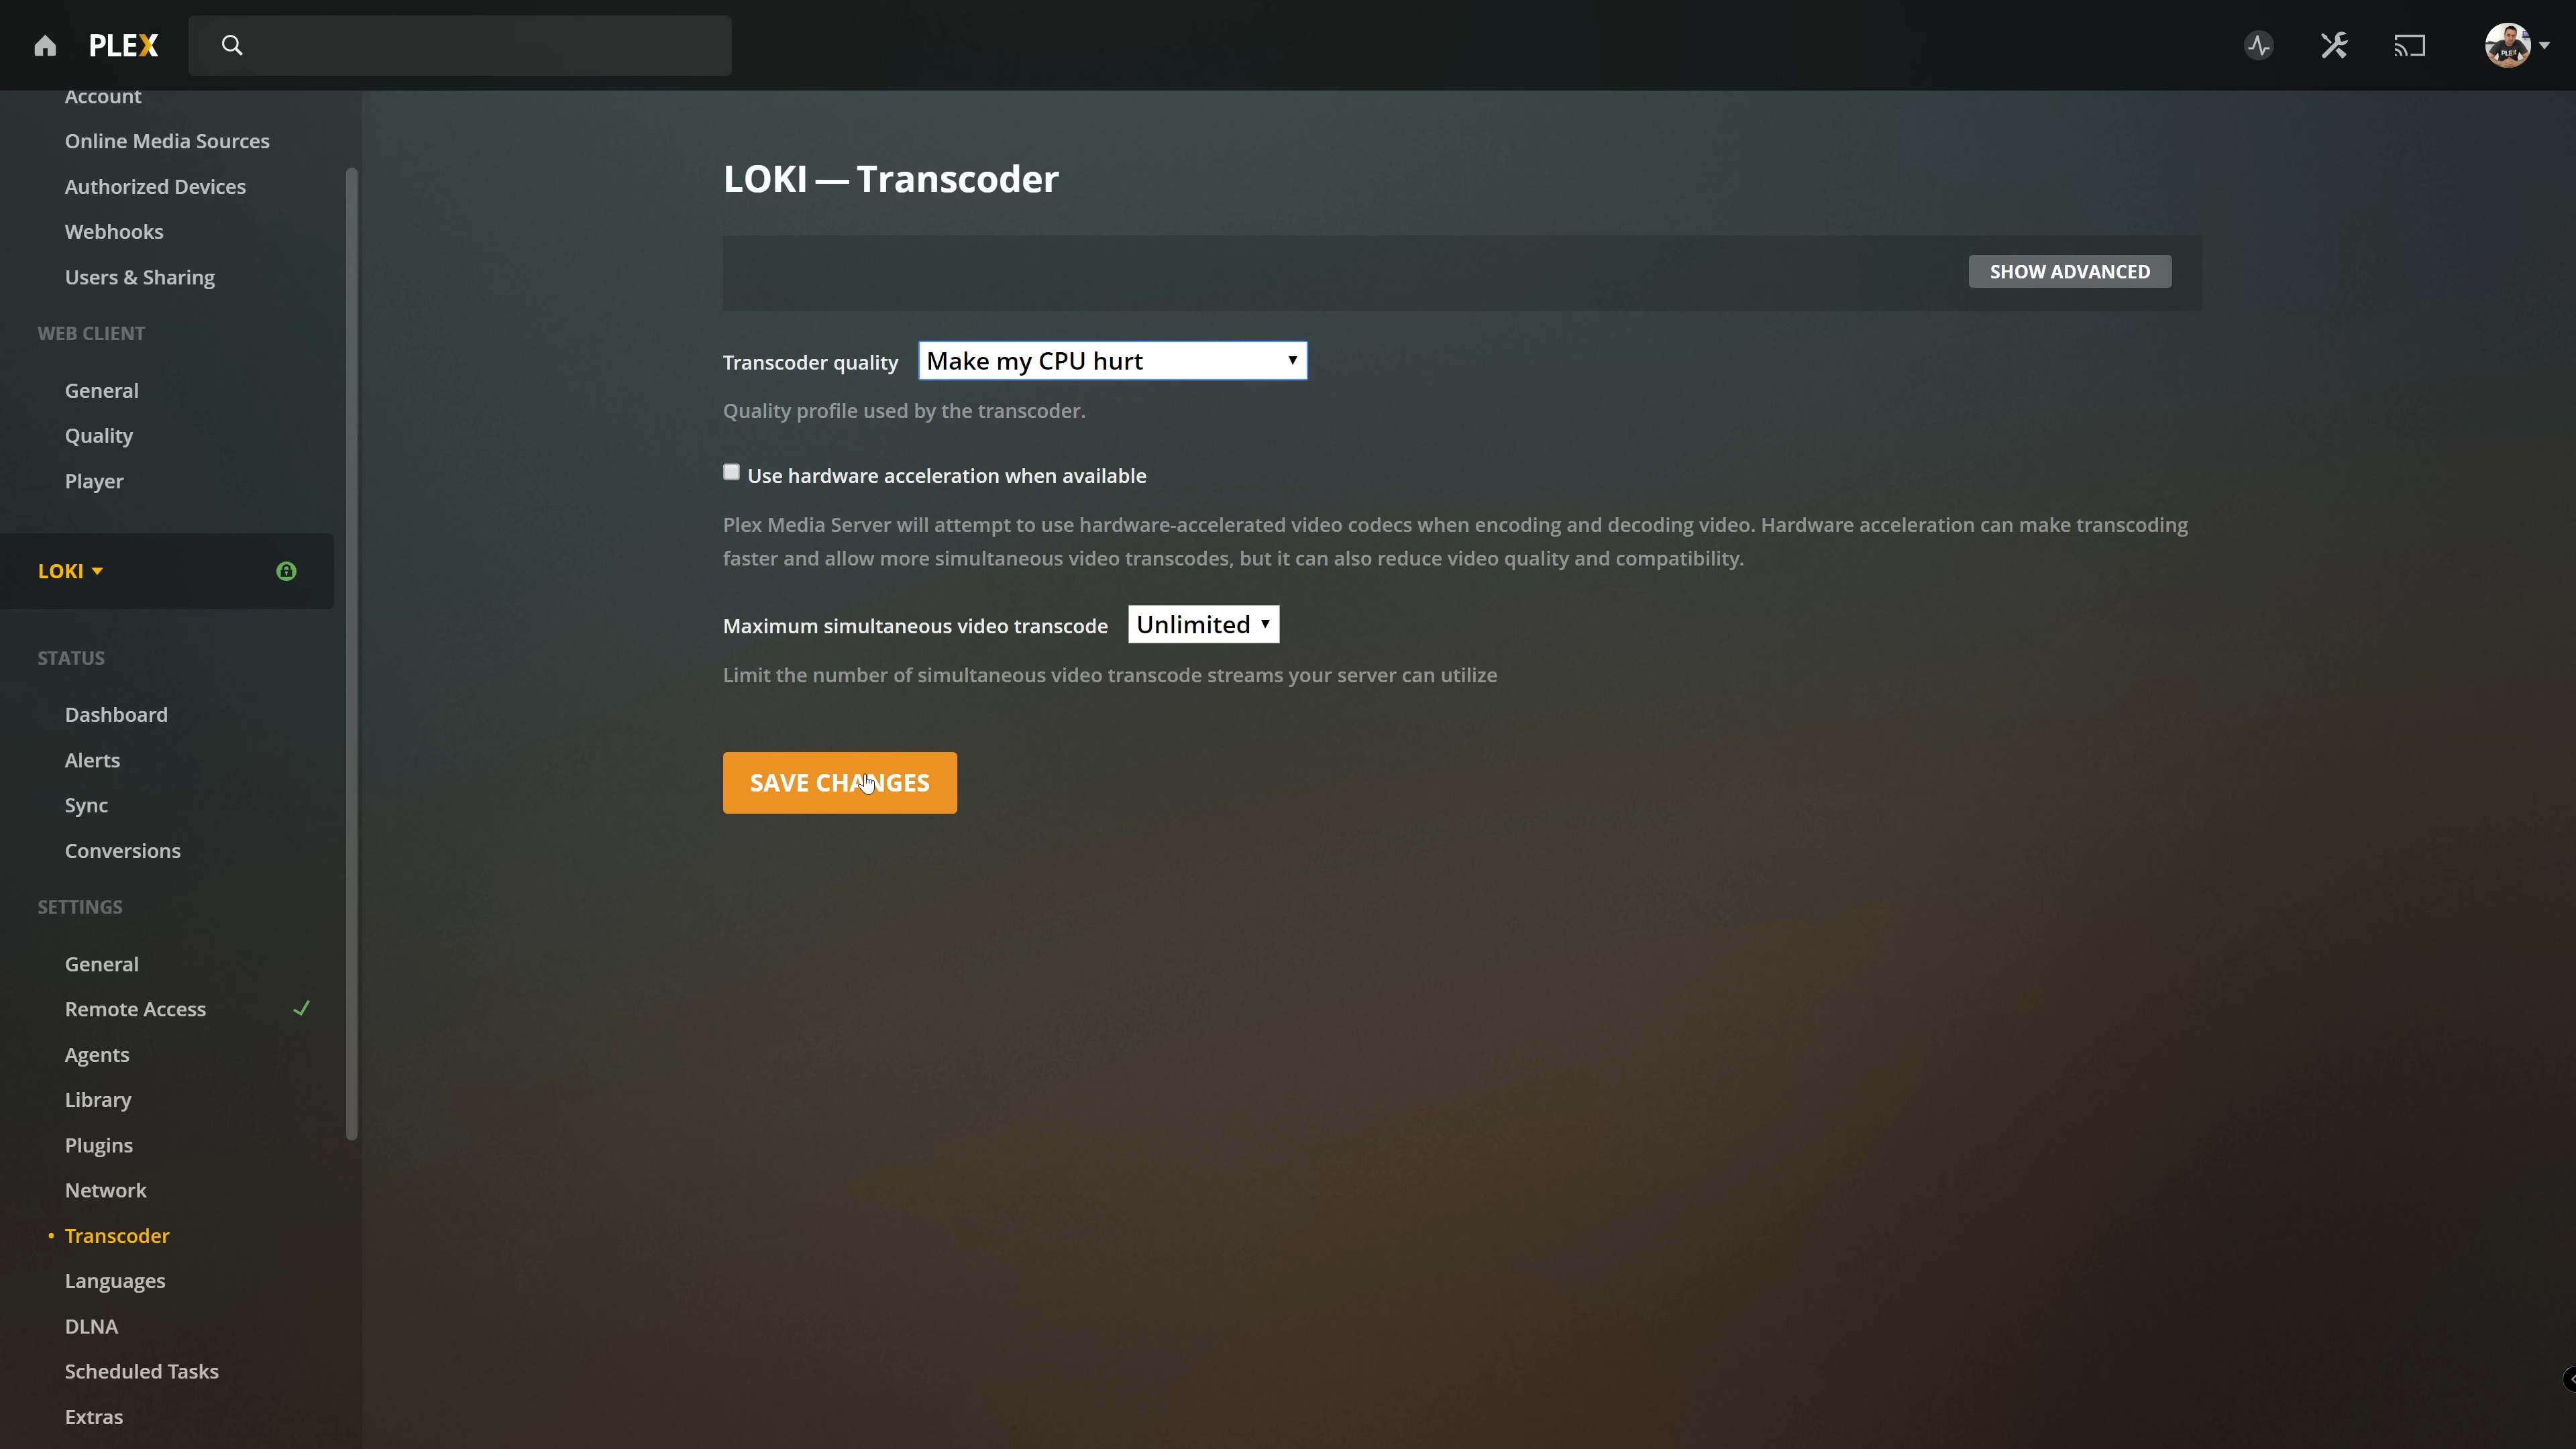 PLEX
Account
Online Media Sources
Authorized Devices
Webhooks
Users & Sharing
WEB CLIENT
General
Quality
Player
LOKI
STATUS
Dashboard
Alerts
Sync
Conversions
SETTINGS
General
Remote Access
Agents
Library
Plugins
Network
• Transcoder
Languages
DLNA
Scheduled Tasks
Extras
LOKI — Transcoder
SHOW ADVANCED
Transcoder quality Make my CPU hurt
Quality profile used by the transcoder.
Use hardware acceleration when available
Plex Media Server will attempt to use hardware-accelerated video codecs when encoding and decoding video. Hardware acceleration can make transcoding
faster and allow more simultaneous video transcodes, but it can also reduce video quality and compatibility.
Maximum simultaneous video transcode Unlimited
Limit the number of simultaneous video transcode streams your server can utilize
SAVE CHANGES